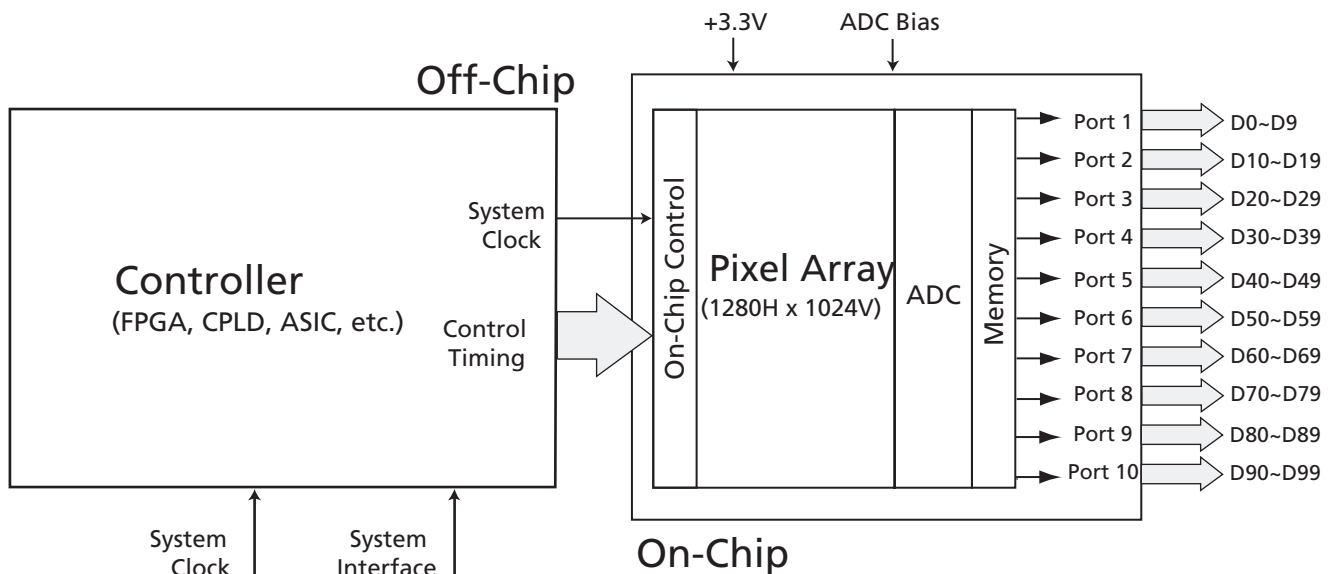 +3.3V
ADC Bias
Off-Chip
Controller
(FPGA, CPLD, ASIC, etc.)
System
Clock
Control
Timing
System
Clock
System
Interface
On-Chip Control
Pixel Array
(1280H x 1024V)
ADC
Memory
Port 1
D0~D9
Port 2
D10~D19
Port 3
D20~D29
Port 4
D30~D39
Port 5
D40~D49
Port 6
D50~D59
Port 7
D60~D69
Port 8
D70~D79
Port 9
D80~D89
Port 10
D90~D99
On-Chip